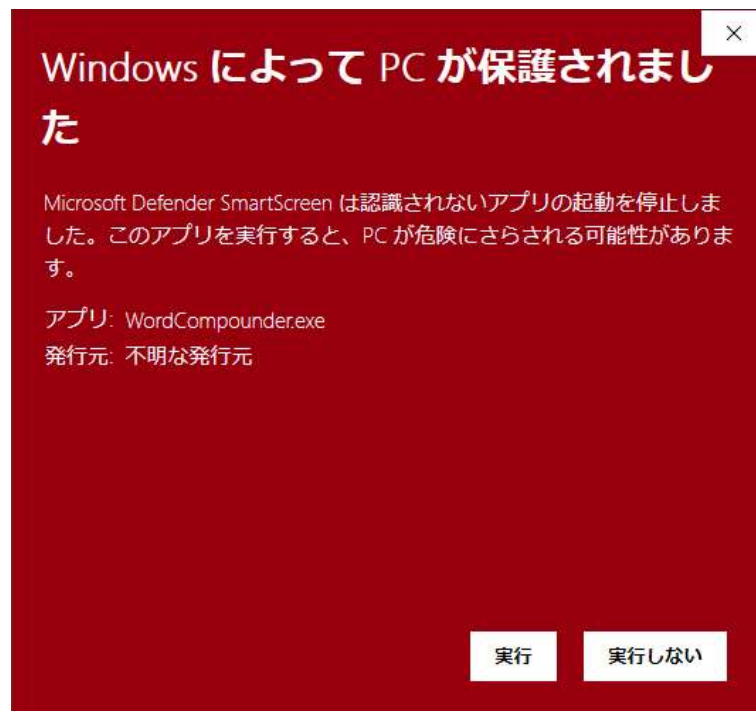 Windows によって PC が保護されまし
た
Microsoft Defender SmartScreen は認識されないアプリの起動を停止しま
した。このアプリを実行すると、PC が危険にさらされる可能性がありま
す。
アプリ: WordCompounder.exe
発行元: 不明な発行元
実行 実行しない